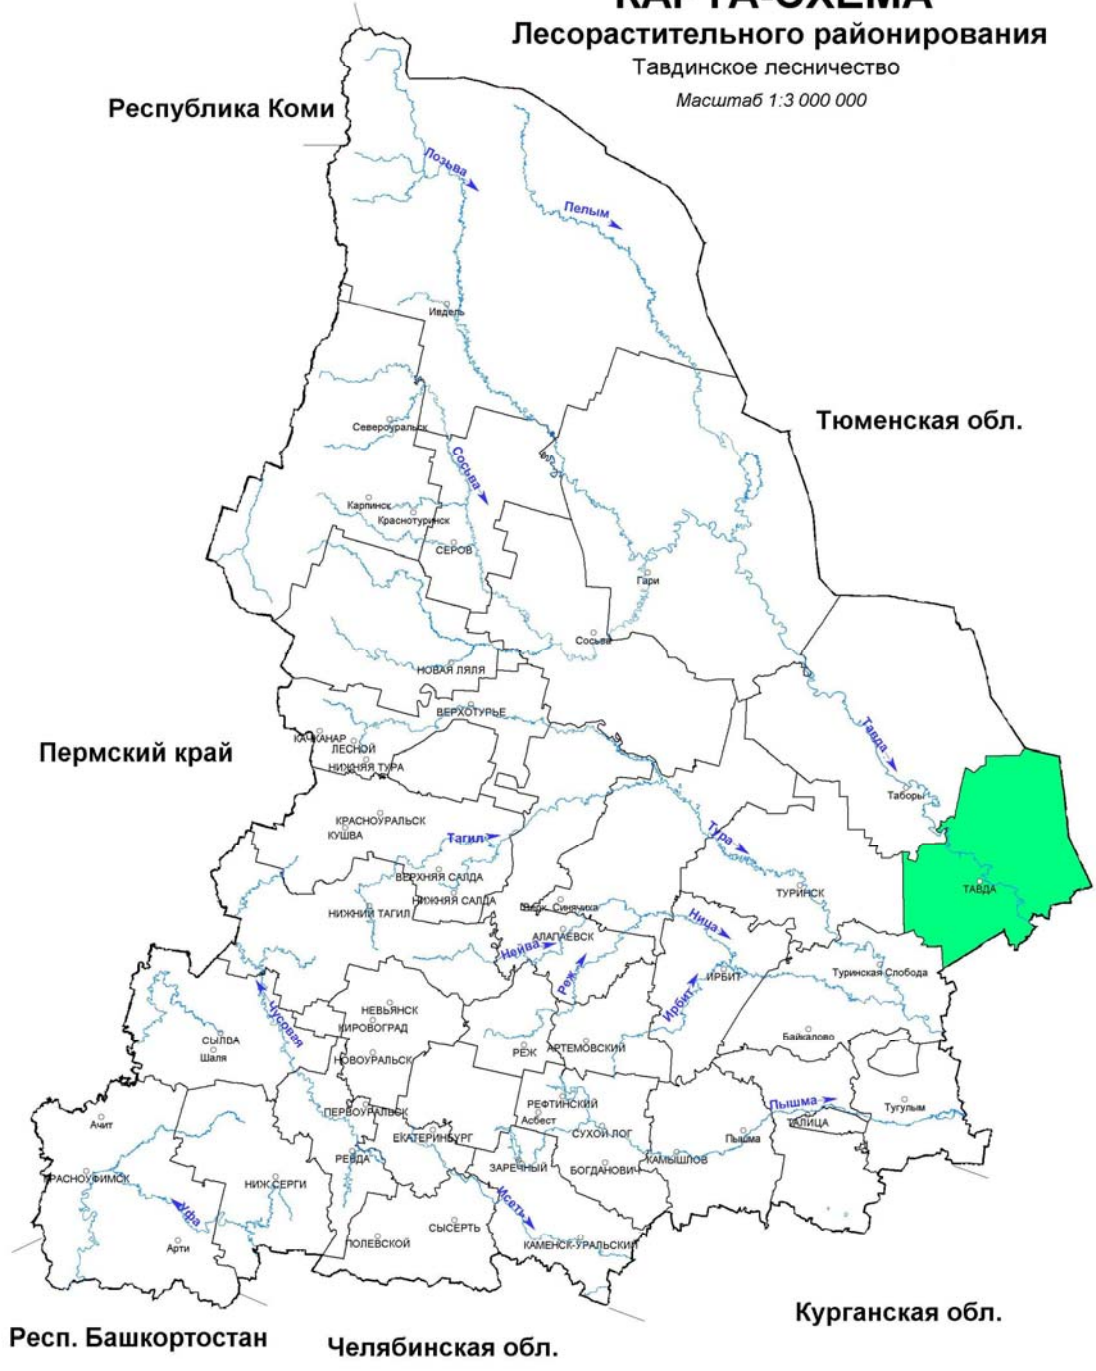 КАРТА-СХЕМА
Лесорастительного районирования
Тавдинское лесничество
Масштаб 1:3 000 000
Республика Коми
Лозьва
Пелым
Ивдель
Тюменская обл.
Североуральск
Сосьва
Карпинск
Краснотуринск
СЕРОВ
Гари
Сосьва
НОВАЯ ЛЯЛЯ
ВЕРХОТУРЬЕ
Тавда
Пермский край
КАЧКАНАР
ЛЕСНОЙ
НИЖНЯЯ ТУРА
Таборы
КРАСНОУРАЛЬСК
КУШВА
Тагил
Тура
ВЕРХНЯЯ САЛДА
ТУРИНСК
ТАВДА
НИЖНЯЯ САЛДА
НИЖНИЙ ТАГИЛ
Верх. Синячиха
Ница
АЛАПАЕВСК
Нейва
Реж
ИРБИТ
Туринская Слобода
Ирбит
Чусовая
НЕВЬЯНСК
КИРОВОГРАД
СЫЛВА
Шаля
НОВОУРАЛЬСК
РЕЖ
АРТЕМОВСКИЙ
Байкалово
Ачит
ПЕРВОУРАЛЬСК
РЕФТИНСКИЙ
Асбест
Пышма
Тугулым
ТАЛИЦА
ЕКАТЕРИНБУРГ
СУХОЙ ЛОГ
Пышма
РЕВДА
ЗАРЕЧНЫЙ
БОГДАНОВИЧ
КАМЫШЛОВ
КРАСНОУФИМСК
НИЖ.СЕРГИ
Уфа
Исеть
Арти
СЫСЕРТЬ
ПОЛЕВСКОЙ
КАМЕНСК-УРАЛЬСКИЙ
Курганская обл.
Респ. Башкортостан
Челябинская обл.